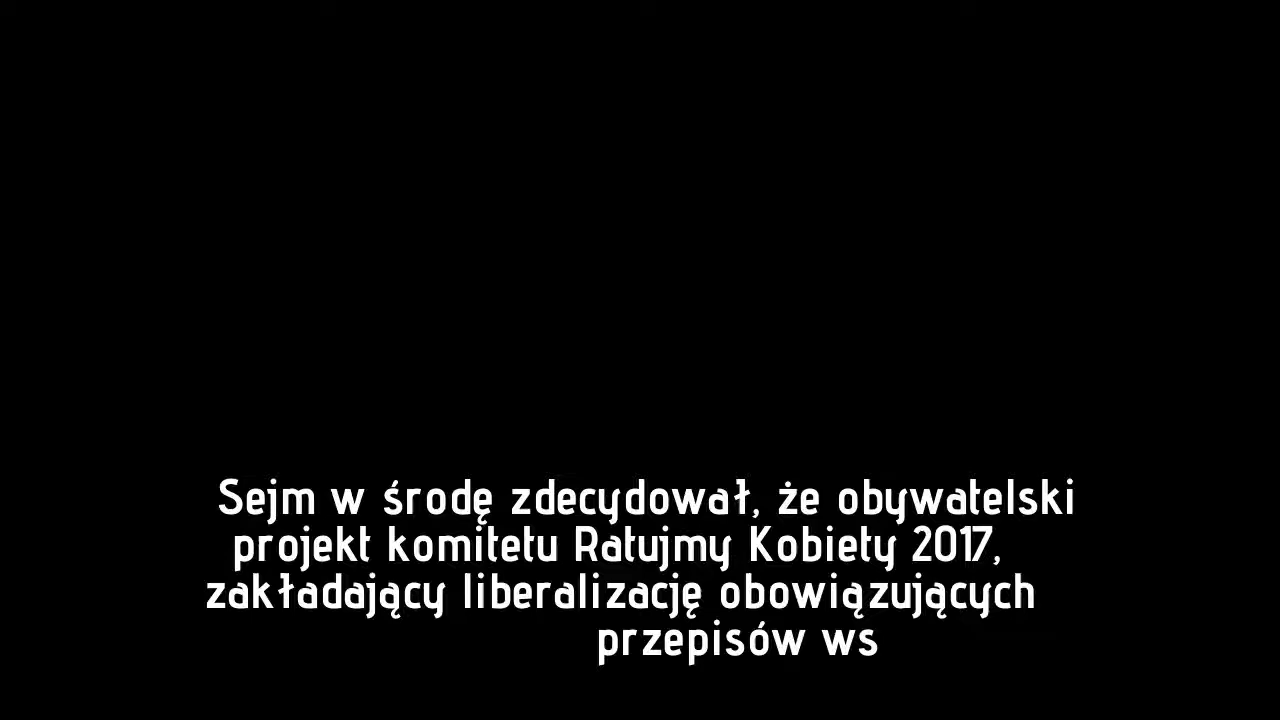 Sejm w środę zdecydował, że obywatelski
projekt komitetu Ratujmy Kobiety 2017,
zakładający liberalizację obowiązujących
przepisów ws